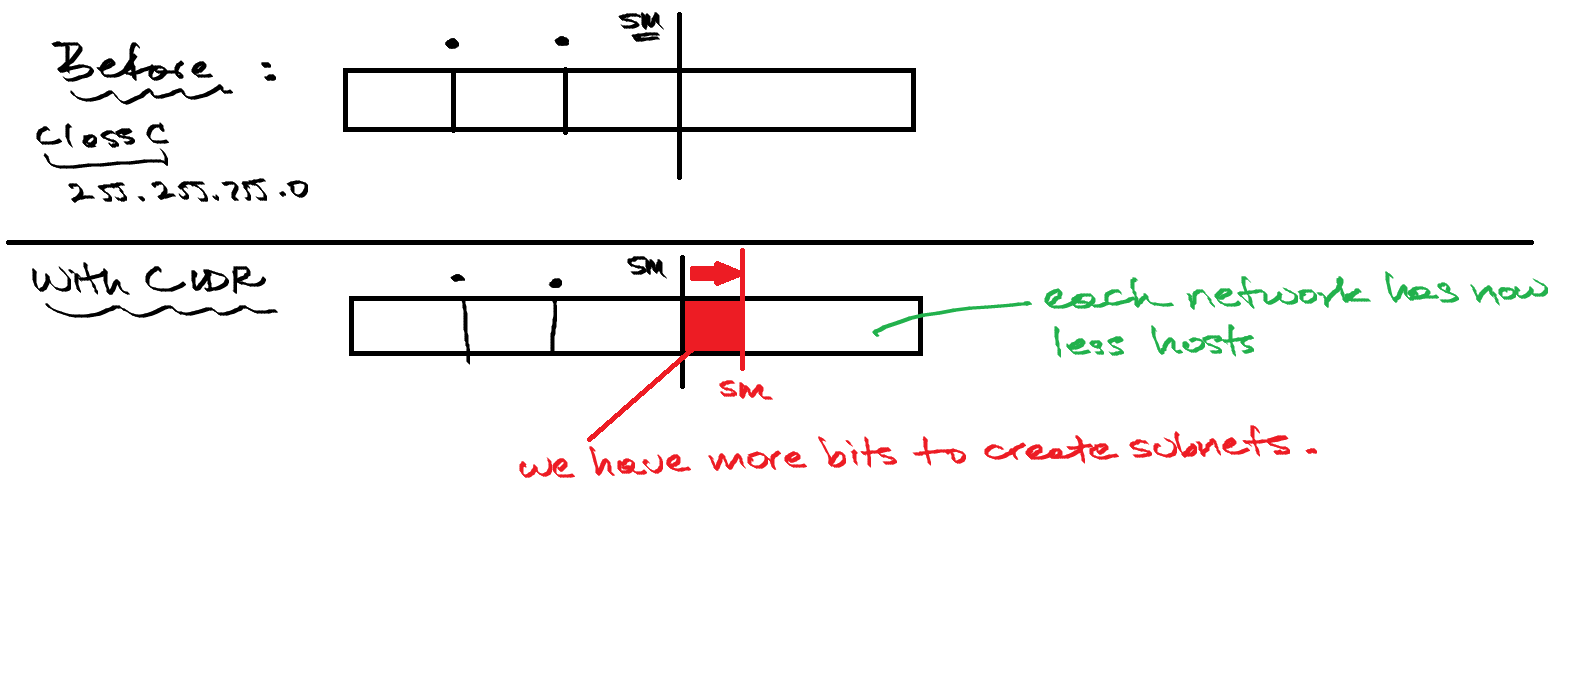 Before :
SM
Class C
255.255.255.0
With CIDR
SM
each network has now
less hosts
SM
we have more bits to create subnets.